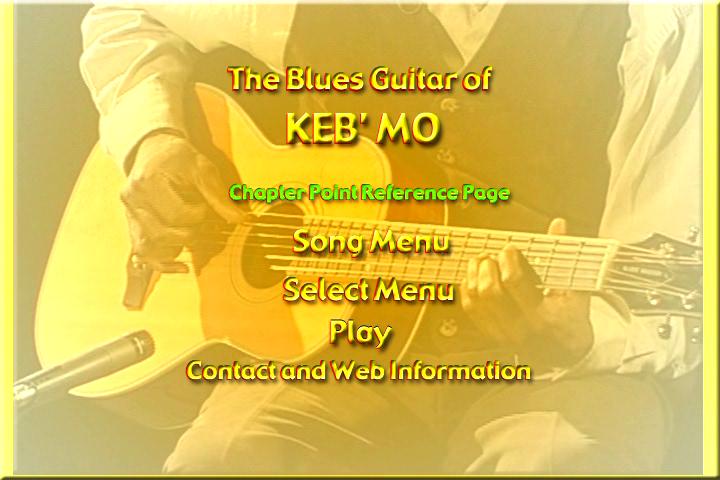 The Blues Guitar of
KEB' MO
Chapter Point Reference Page
Song Menu
Select Menu
Play
Contact and Web Information